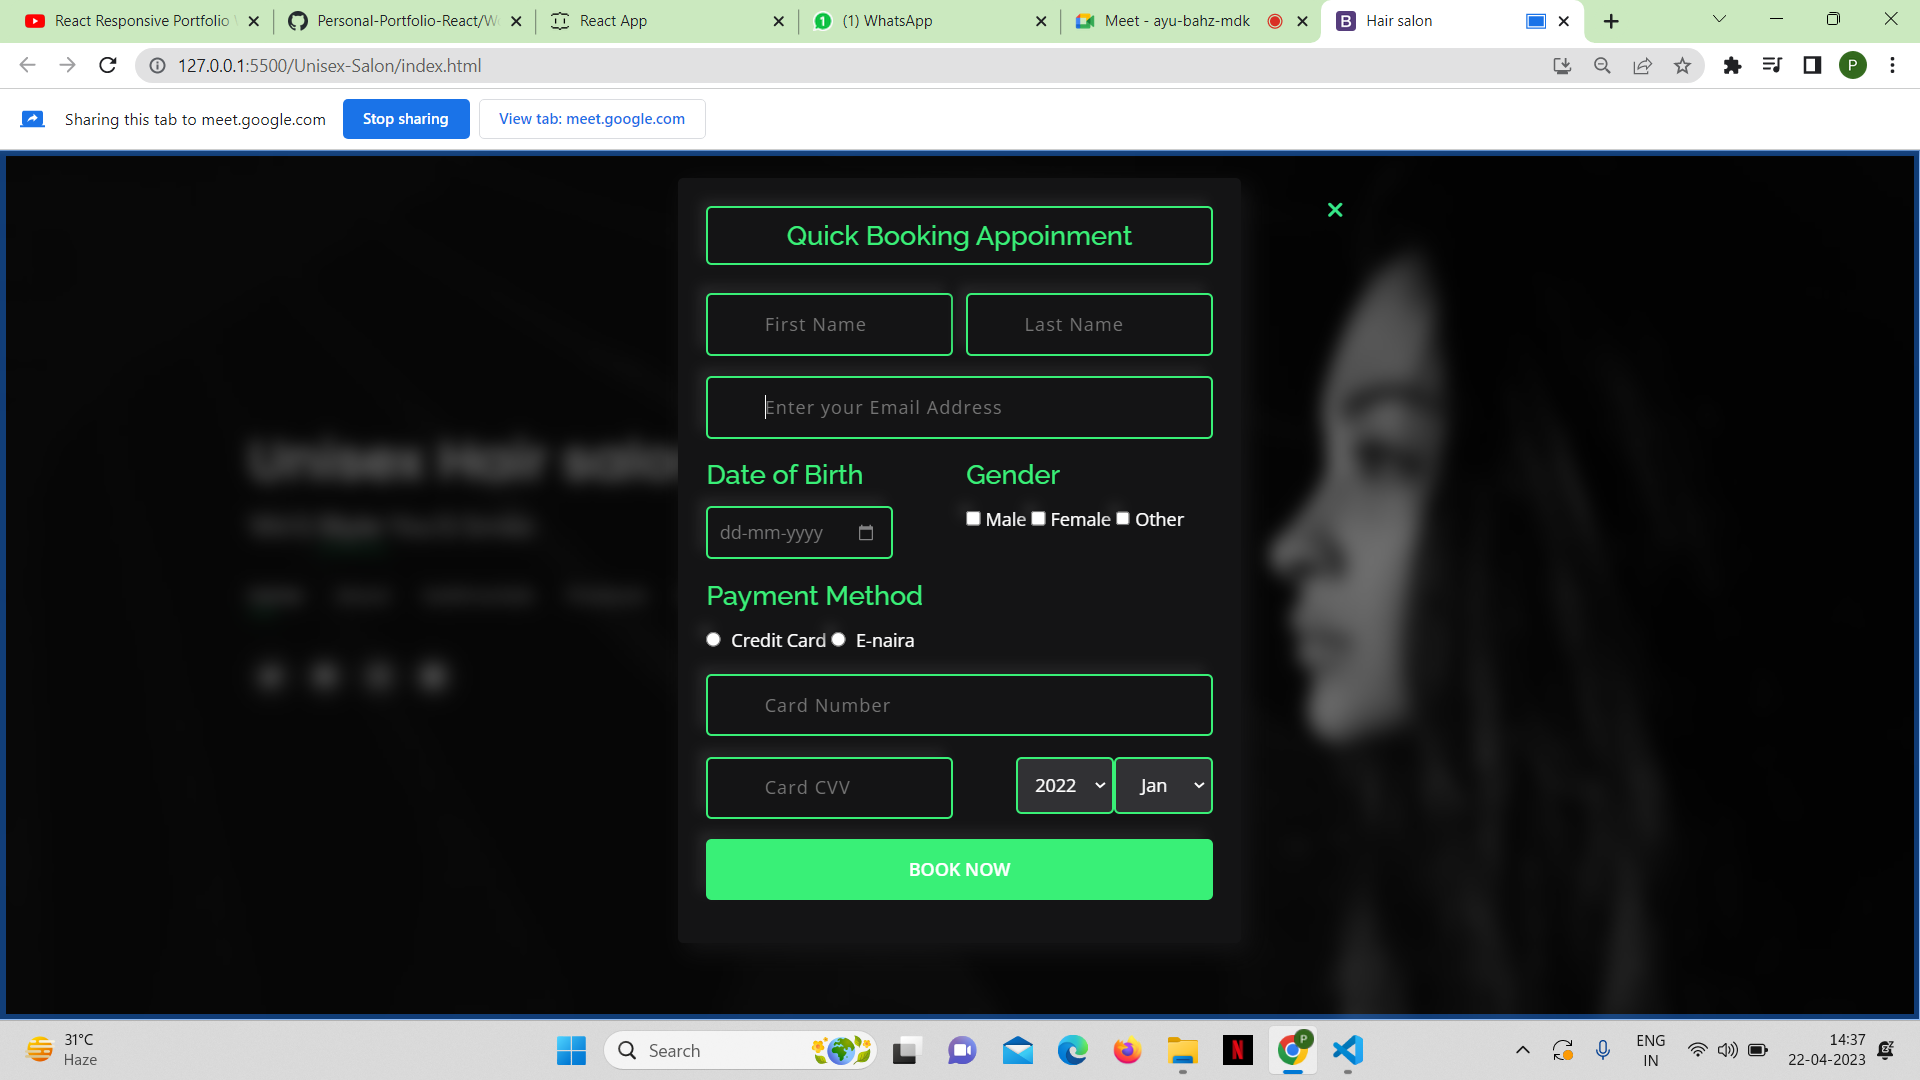 React Responsive Portfolio
Personal-Portfolio-React/W
React App
(1) WhatsApp
Meet - ayu-bahz-mdk
Hair salon
127.0.0.1:5500/Unisex-Salon/index.html
P
Sharing this tab to meet.google.com
Stop sharing
View tab: meet.google.com
Quick Booking Appoinment
First Name
Last Name
Enter your Email Address
Unisex Hair salon
Date of Birth
Gender
dd-mm-yyyy
Male Female Other
Payment Method
Credit Card E-naira
Card Number
Card CVV
2022
Jan
BOOK NOW
31°C
Haze
Search
ENG
IN
14:37
22-04-2023